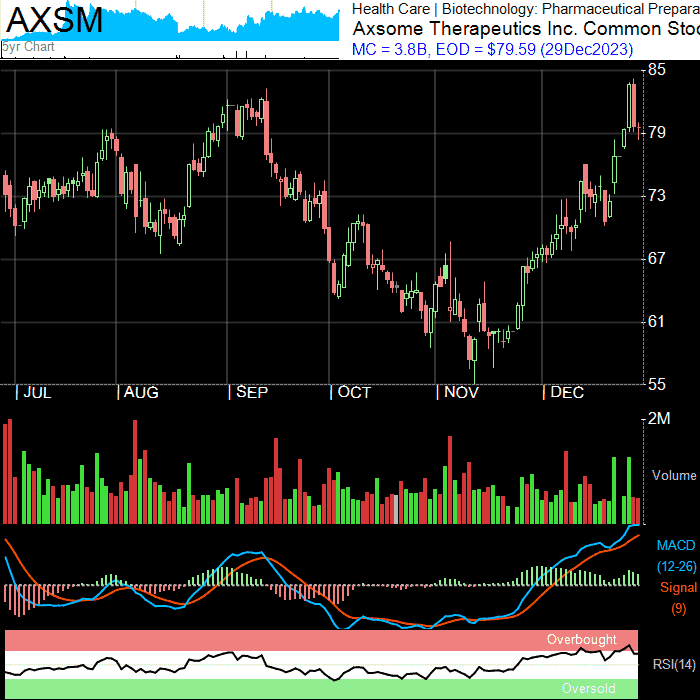 AXSM
5yr Chart
Health Care | Biotechnology: Pharmaceutical Prepara
Axsome Therapeutics Inc. Common Stoc
MC = 3.8B, EOD = $79.59 (29Dec2023)
85
79
73
67
61
55
| JUL | AUG | SEP | OCT | NOV | DEC
2M
Volume
MACD
(12-26)
Signal
(9)
Overbought
RSI(14)
Oversold